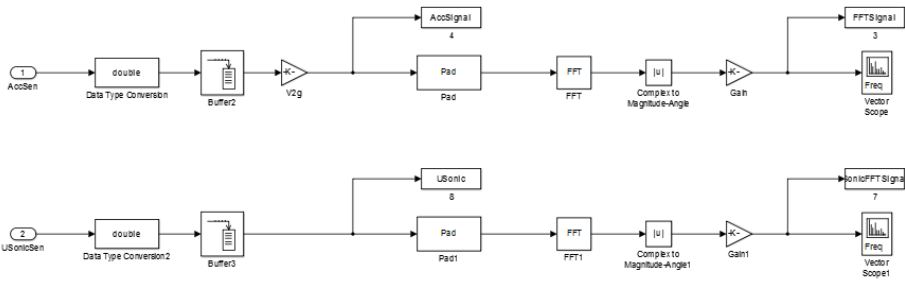 AccSignal
4
FFTSignal
3
1
AccSen
double
Data Type Conversion
Buffer2
-K-
V2g
Pad
Pad
FFT
FFT
|u|
Complex to
Magnitude-Angle
-K-
Gain
Freq
Vector
Scope
USonic
8
SonicFFTSigna
7
2
USonicSen
double
Data Type Conversion2
Buffer3
Pad
Pad1
FFT
FFT1
|u|
Complex to
Magnitude-Angle1
-K-
Gain1
Freq
Vector
Scope1